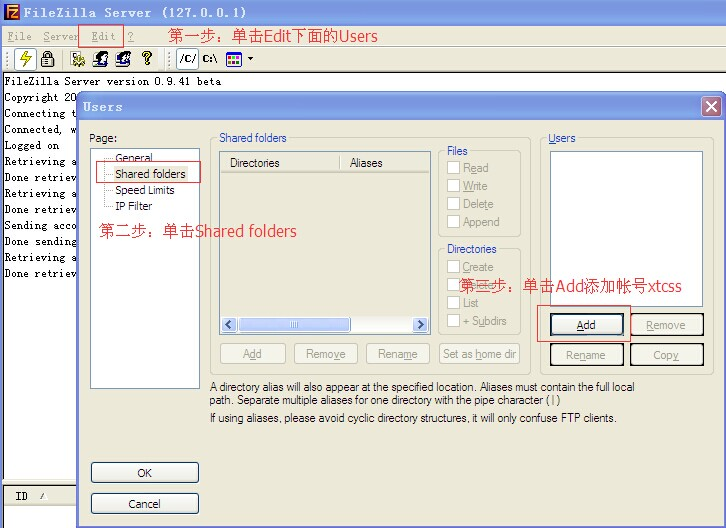 FileZilla Server (127.0.0.1)
File Server Edit ?
第一步：单击Edit下面的Users
/C/ C:\
FileZilla Server version 0.9.41 beta
Copyright 20
Connecting t
Connected, w
Logged on
Retrieving a
Done retriev
Retrieving a
Done retriev
Sending acco
Done sending
Retrieving a
Done retriev
Users
Page:
General
Shared folders
Speed Limits
IP Filter
第二步：单击Shared folders
Shared folders
Directories Aliases
Files
Read
Write
Delete
Append
Directories
Create
Delete
List
+ Subdirs
第三步：单击Add添加帐号xtcss
Users
Add Remove
Rename Copy
Add Remove Rename Set as home dir
A directory alias will also appear at the specified location. Aliases must contain the full local
path. Separate multiple aliases for one directory with the pipe character ( | )
If using aliases, please avoid cyclic directory structures, it will only confuse FTP clients.
OK
Cancel
ID /